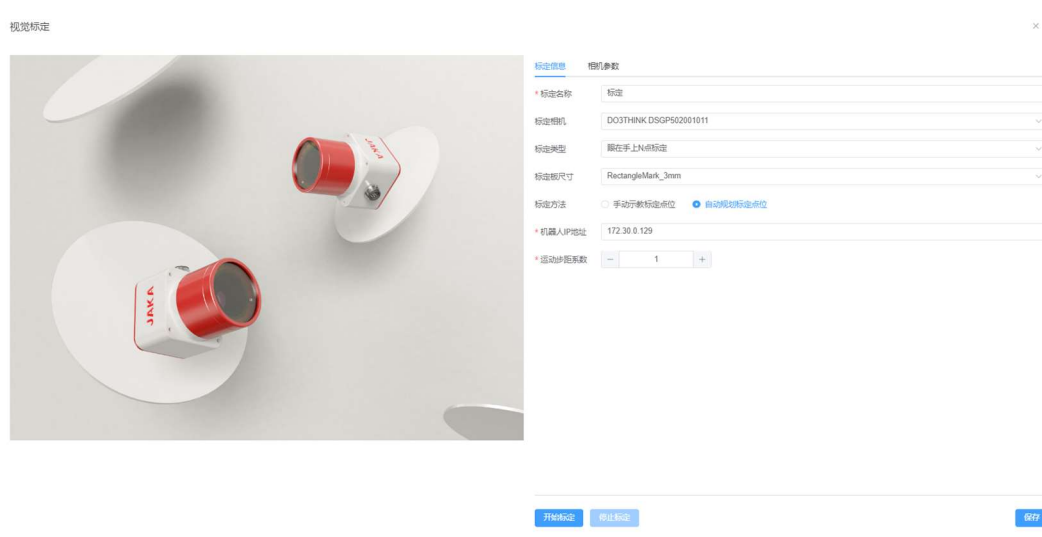 视觉标定
×
标定信息 相机参数
* 标定名称 标定
标定相机 DO3THINK DSGP502001011
标定类型 眼在手上N点标定
标定板尺寸 RectangleMark_3mm
标定方法 手动示教标定点位 自动规划标定点位
* 机器人IP地址 172.30.0.129
* 运动步距系数 − 1 +
JAKA
JAKA
开始标定 停止标定 保存